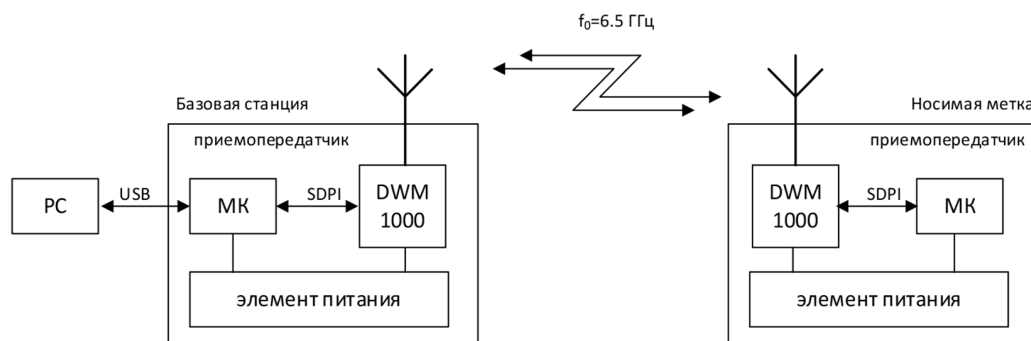 f₀=6.5 ГГц
Базовая станция
Носимая метка
приемопередатчик
приемопередатчик
PC
USB
МК
SDPI
DWM
1000
DWM
1000
SDPI
МК
элемент питания
элемент питания